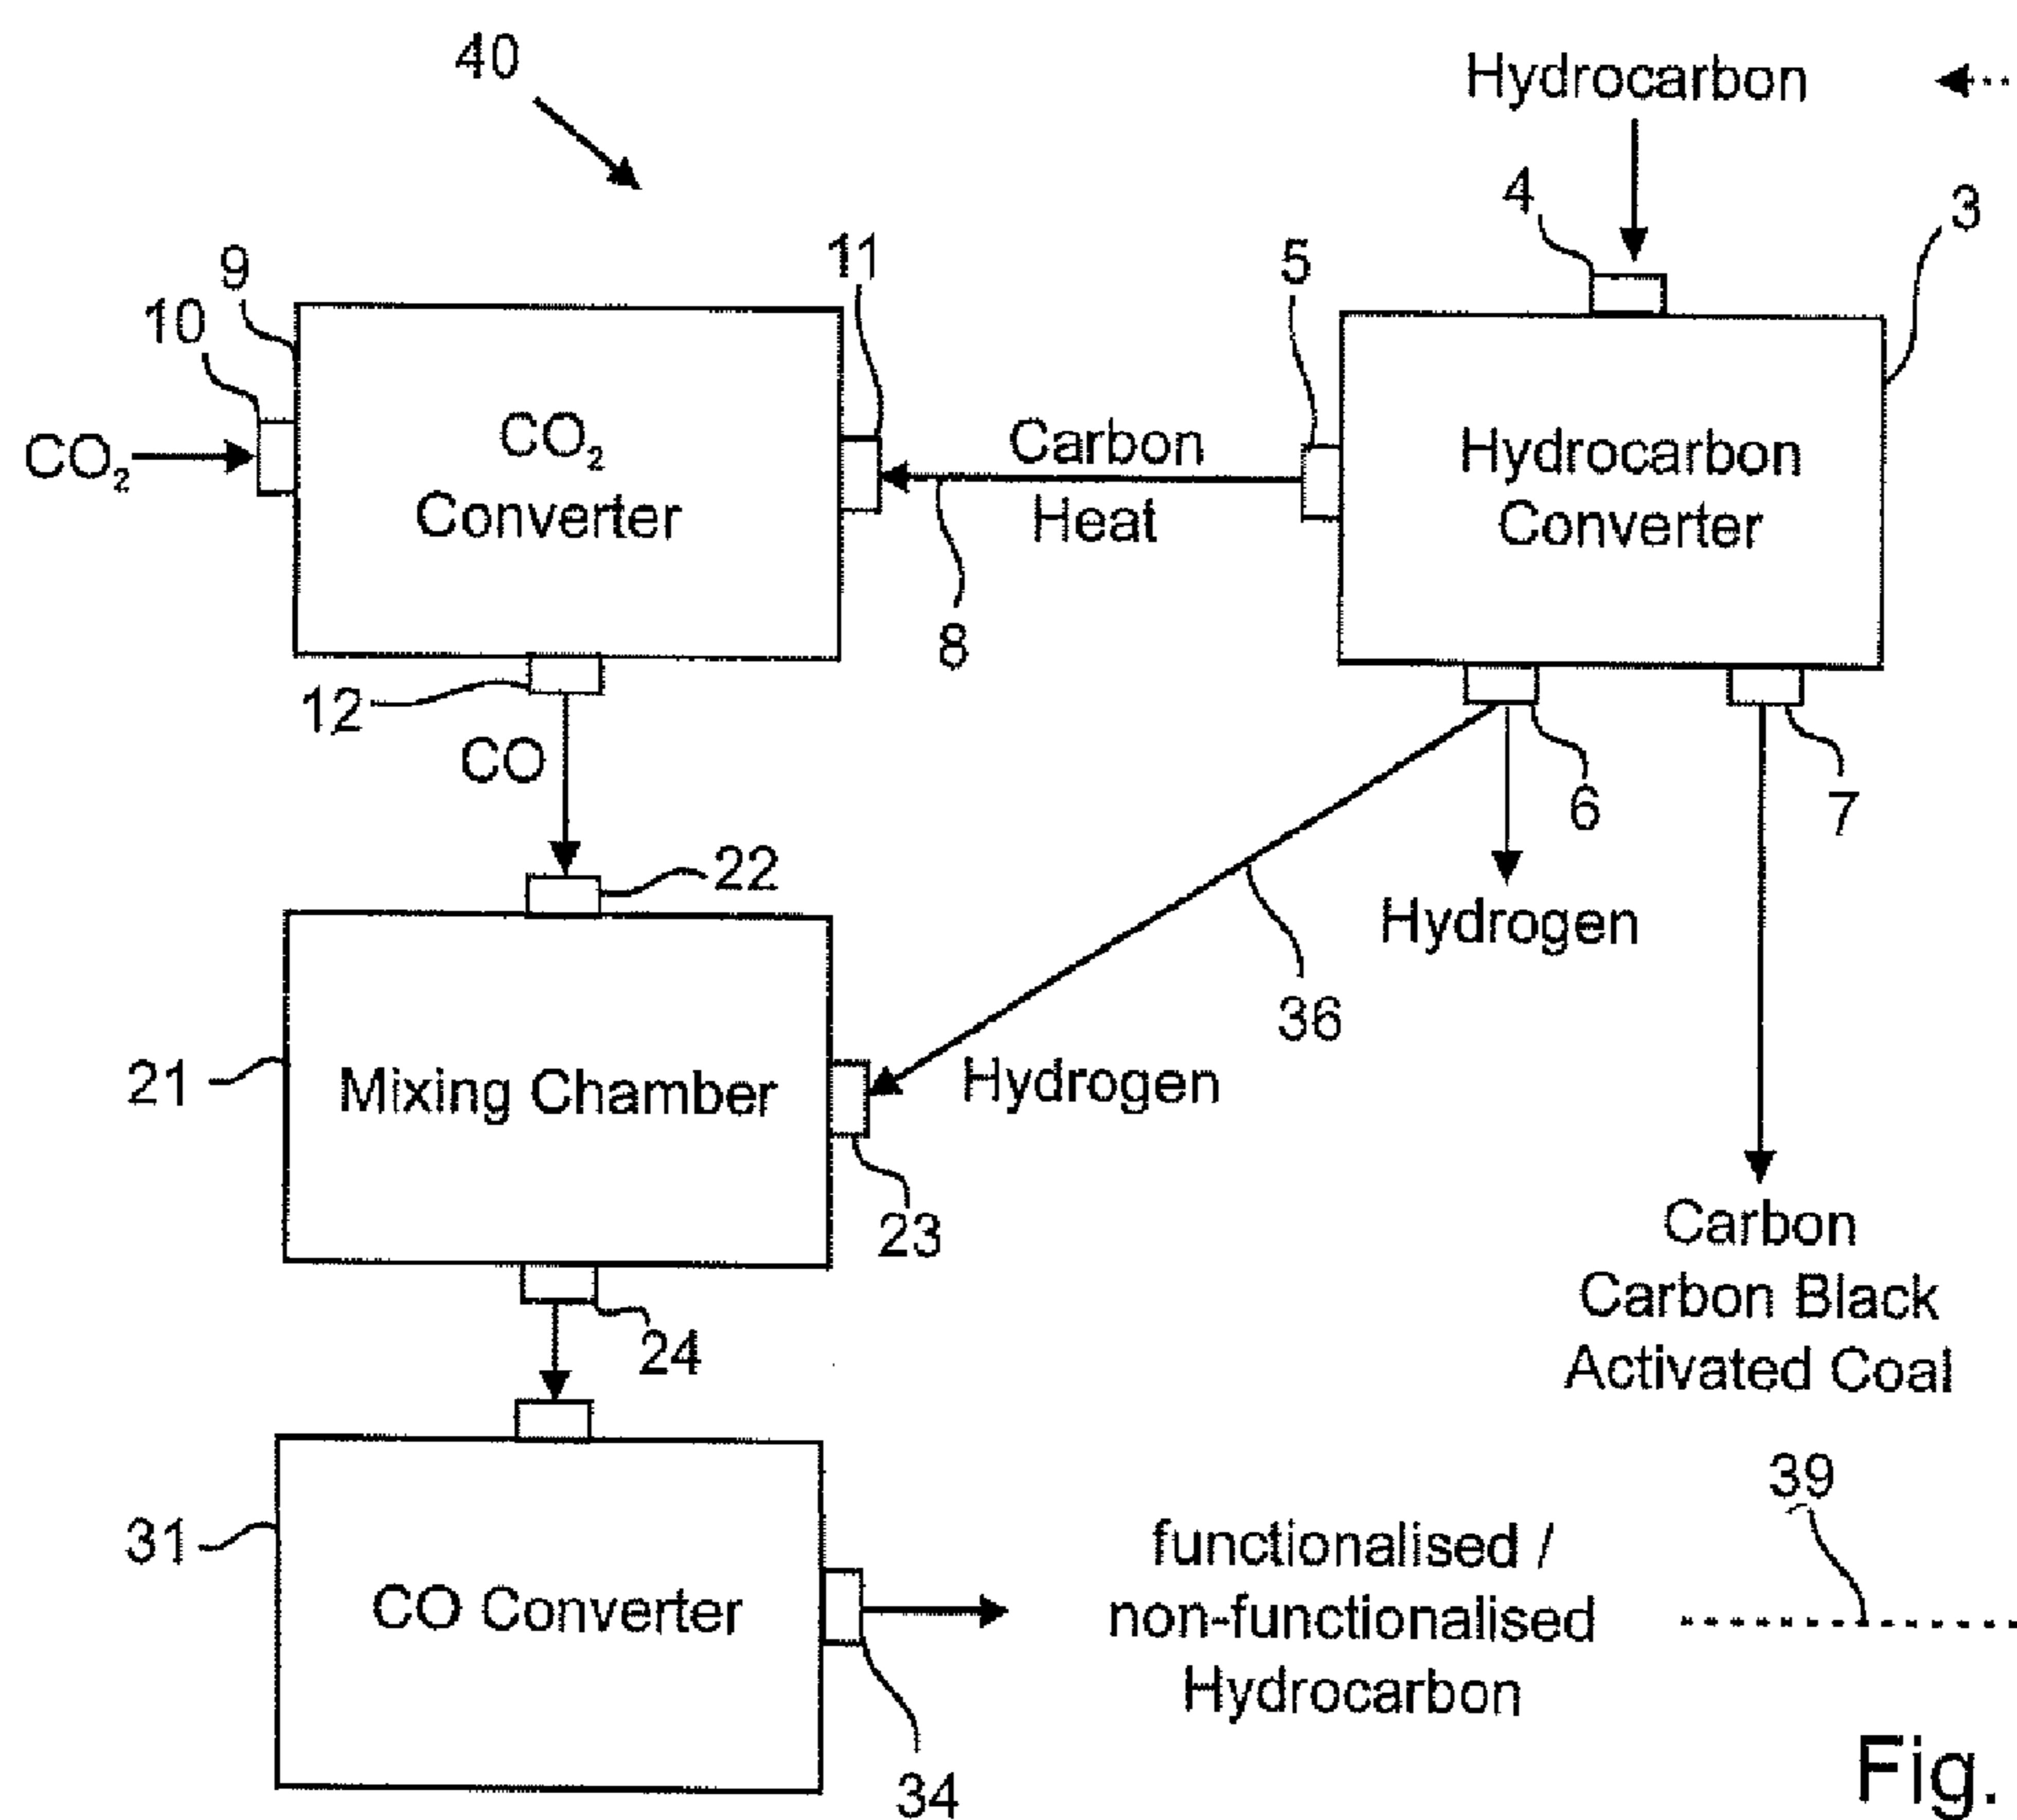 40
Hydrocarbon
4
3
5
11
9
10
CO₂
CO₂
Converter
Carbon
Heat
Hydrocarbon
Converter
8
12
CO
6
7
22
Hydrogen
36
21
Mixing Chamber
Hydrogen
23
Carbon
Carbon Black
Activated Coal
24
39
31
CO Converter
functionalised /
non-functionalised
Hydrocarbon
34
Fig.